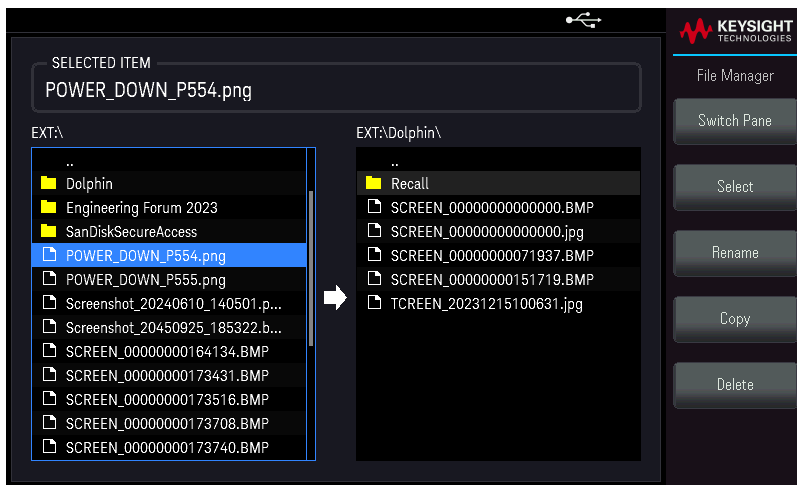 KEYSIGHT
TECHNOLOGIES
File Manager
SELECTED ITEM
POWER_DOWN_P554.png
EXT:\
..
Dolphin
Engineering Forum 2023
SanDiskSecureAccess
POWER_DOWN_P554.png
POWER_DOWN_P555.png
Screenshot_20240610_140501.p...
Screenshot_20450925_185322.b...
SCREEN_00000000164134.BMP
SCREEN_00000000173431.BMP
SCREEN_00000000173516.BMP
SCREEN_00000000173708.BMP
SCREEN_00000000173740.BMP
EXT:\Dolphin\
..
Recall
SCREEN_00000000000000.BMP
SCREEN_00000000000000.jpg
SCREEN_00000000071937.BMP
SCREEN_00000000151719.BMP
TCREEN_20231215100631.jpg
Switch Pane
Select
Rename
Copy
Delete